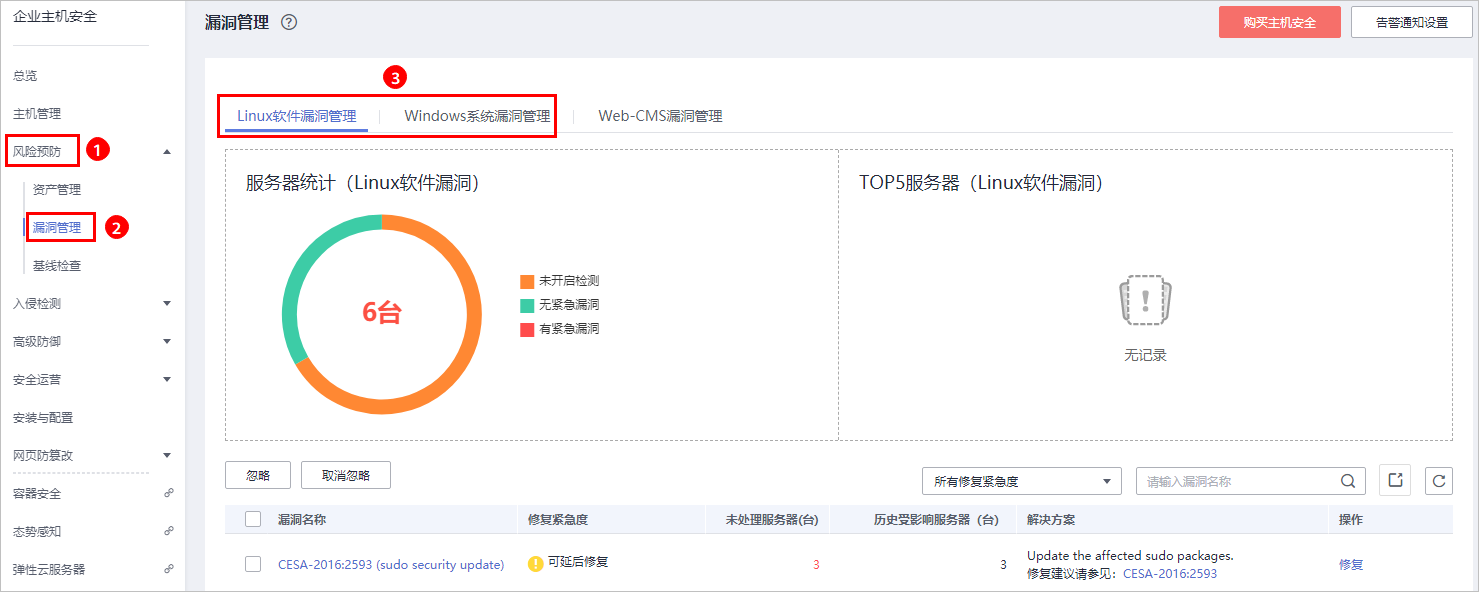 企业主机安全
总览
主机管理
风险预防
1
资产管理
漏洞管理
2
基线检查
入侵检测
高级防御
安全运营
安装与配置
网页防篡改
容器安全
态势感知
弹性云服务器
漏洞管理 ?
购买主机安全
告警通知设置
3
Linux软件漏洞管理
Windows系统漏洞管理
Web-CMS漏洞管理
服务器统计（Linux软件漏洞）
6台
未开启检测
无紧急漏洞
有紧急漏洞
TOP5服务器（Linux软件漏洞）
无记录
忽略
取消忽略
所有修复紧急度
请输入漏洞名称
漏洞名称 修复紧急度 未处理服务器(台) 历史受影响服务器（台） 解决方案 操作
CESA-2016:2593 (sudo security update) 可延后修复 3 3 Update the affected sudo packages. 修复
修复建议请参见：CESA-2016:2593